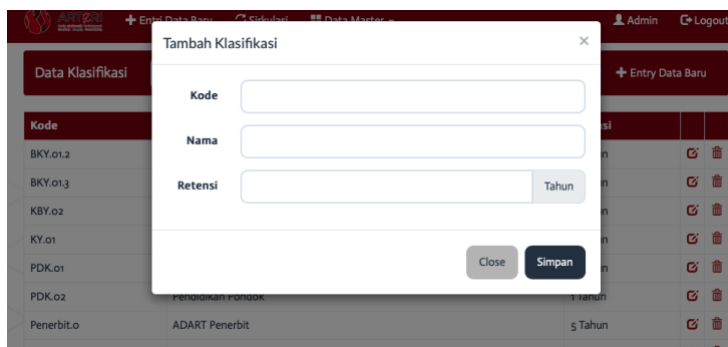 ARTERI + Entri Data Baru Sirkulasi Data Master Admin Logout
Tambah Klasifikasi ×
Data Klasifikasi + Entry Data Baru
Kode
Kode
Nama
BKY.01.2
BKY.01.3
Retensi Tahun
KBY.02
KY.01
Close Simpan
PDK.01
PDK.02 Pendidikan Pondok 1 Tahun
Penerbit.0 ADART Penerbit 5 Tahun